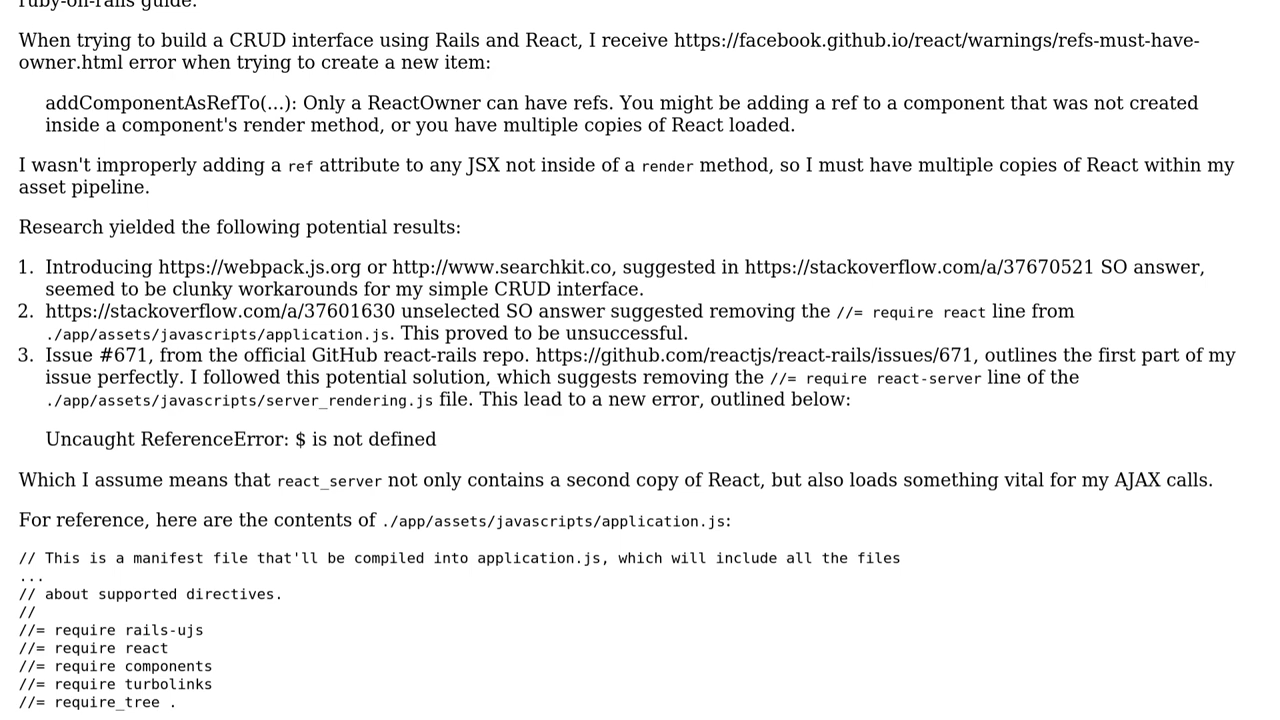 ruby-on-rails guide.
When trying to build a CRUD interface using Rails and React, I receive https://facebook.github.io/react/warnings/refs-must-have-
owner.html error when trying to create a new item:
addComponentAsRefTo(...): Only a ReactOwner can have refs. You might be adding a ref to a component that was not created
inside a component's render method, or you have multiple copies of React loaded.
I wasn't improperly adding a ref attribute to any JSX not inside of a render method, so I must have multiple copies of React within my
asset pipeline.
Research yielded the following potential results:
1. Introducing https://webpack.js.org or http://www.searchkit.co, suggested in https://stackoverflow.com/a/37670521 SO answer,
seemed to be clunky workarounds for my simple CRUD interface.
2. https://stackoverflow.com/a/37601630 unselected SO answer suggested removing the //= require react line from
./app/assets/javascripts/application.js. This proved to be unsuccessful.
3. Issue #671, from the official GitHub react-rails repo. https://github.com/reactjs/react-rails/issues/671, outlines the first part of my
issue perfectly. I followed this potential solution, which suggests removing the //= require react-server line of the
./app/assets/javascripts/server_rendering.js file. This lead to a new error, outlined below:
Uncaught ReferenceError: $ is not defined
Which I assume means that react_server not only contains a second copy of React, but also loads something vital for my AJAX calls.
For reference, here are the contents of ./app/assets/javascripts/application.js:
// This is a manifest file that'll be compiled into application.js, which will include all the files
...
// about supported directives.
//
//= require rails-ujs
//= require react
//= require components
//= require turbolinks
//= require_tree .